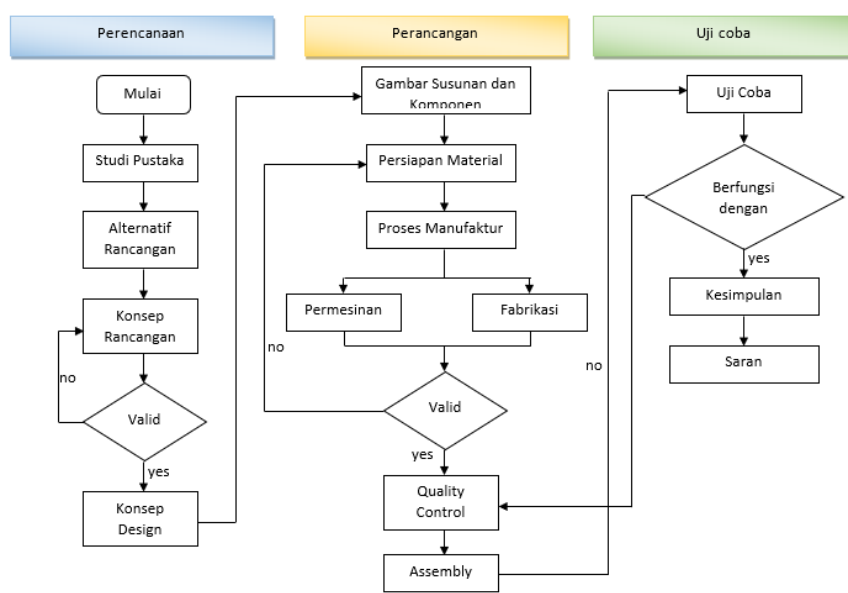 Perencanaan
Mulai
Studi Pustaka
Alternatif
Rancangan
Konsep
Rancangan
no
Valid
yes
Konsep
Design
Perancangan
Gambar Susunan dan
Komponen
Persiapan Material
Proses Manufaktur
Permesinan
Fabrikasi
no
Valid
yes
Quality
Control
Assembly
Uji coba
Uji Coba
Berfungsi
dengan
yes
no
Kesimpulan
Saran